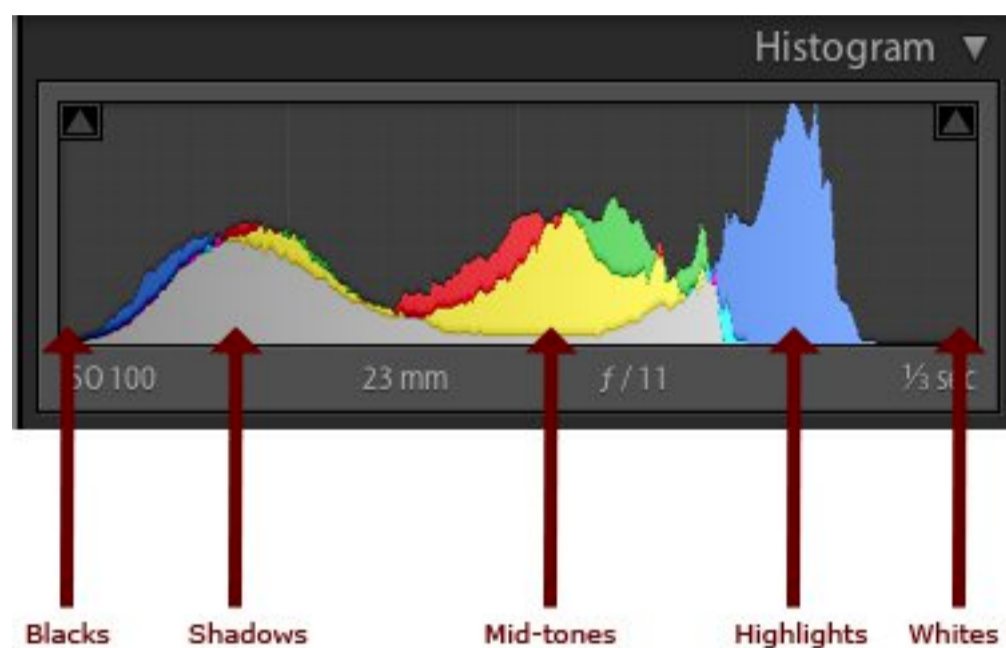 Histogram
ISO 100 23 mm ƒ / 11 ⅓ sec
Blacks Shadows Mid-tones Highlights Whites